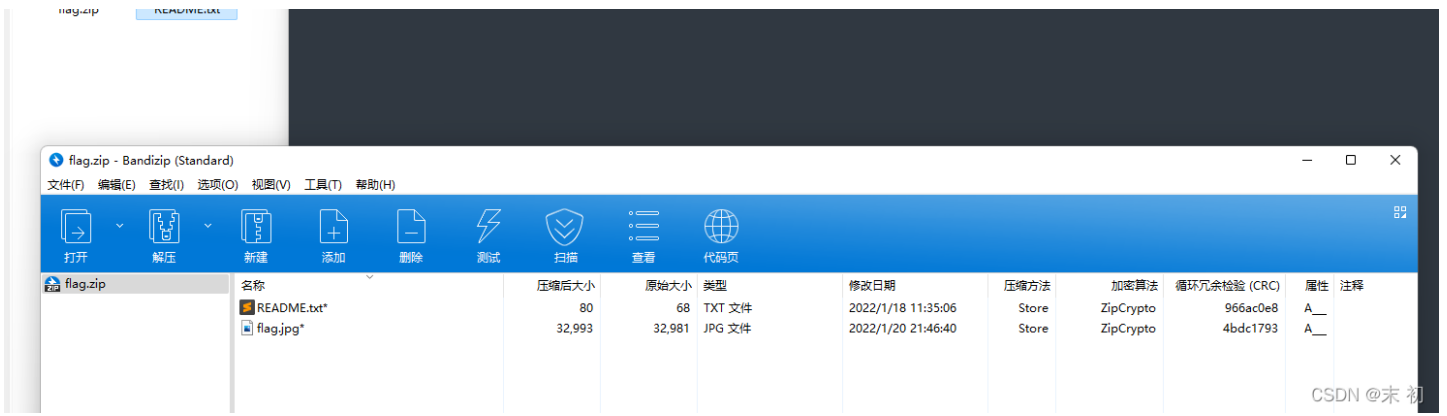 flag.zip README.txt
flag.zip - Bandizip (Standard)
文件(F) 编辑(E) 查找(I) 选项(O) 视图(V) 工具(T) 帮助(H)
打开 解压 新建 添加 删除 测试 扫描 查看 代码页
flag.zip 名称 压缩后大小 原始大小 类型 修改日期 压缩方法 加密算法 循环冗余检验 (CRC) 属性 注释
README.txt* 80 68 TXT 文件 2022/1/18 11:35:06 Store ZipCrypto 966ac0e8 A__
flag.jpg* 32,993 32,981 JPG 文件 2022/1/20 21:46:40 Store ZipCrypto 4bdc1793 A__
CSDN @末 初